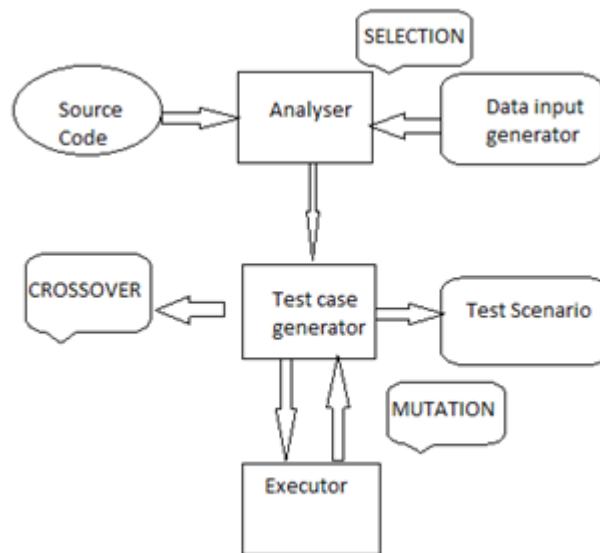 SELECTION
Source
Code
Analyser
Data input
generator
CROSSOVER
Test case
generator
Test Scenario
MUTATION
Executor